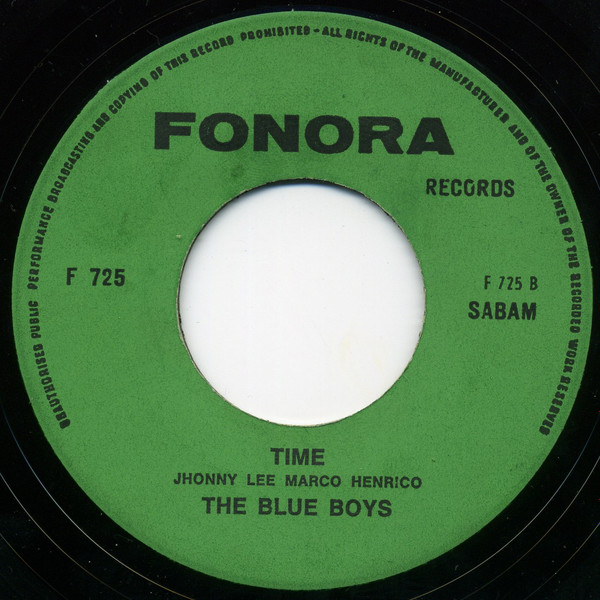 UNAUTHORISED PUBLIC PERFORMANCE BROADCASTING AND COPYING OF THIS RECORD PROHIBITED - ALL RIGHTS OF THE MANUFACTURER AND OF THE OWNER OF THE RECORDED WORK RESERVED
FONORA
RECORDS
F 725
F 725 B
SABAM
TIME
JHONNY LEE MARCO HENRICO
THE BLUE BOYS